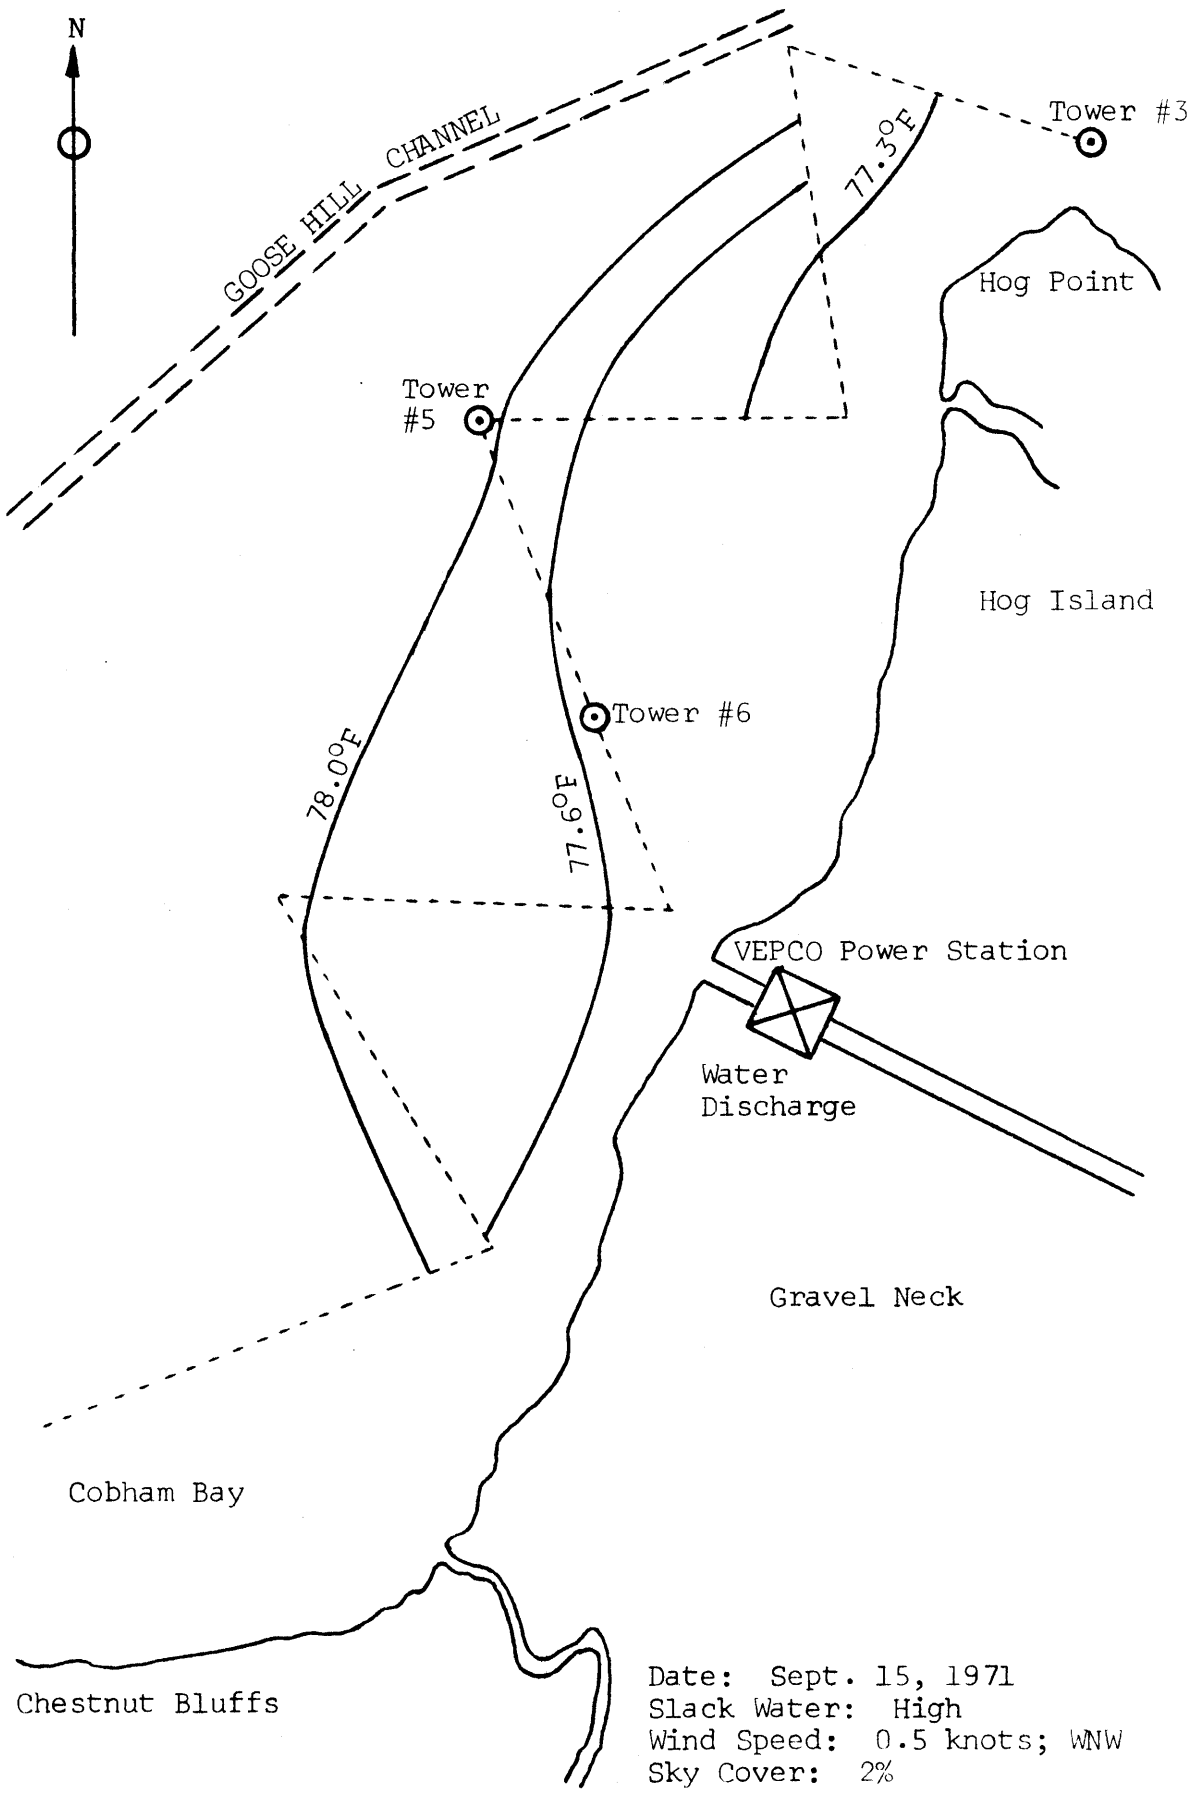 N
GOOSE HILL CHANNEL
77.3°F
Tower #3
Hog Point
Tower
#5
Hog Island
Tower #6
78.0°F
77.6°F
VEPCO Power Station
Water
Discharge
Gravel Neck
Cobham Bay
Chestnut Bluffs
Date: Sept. 15, 1971
Slack Water: High
Wind Speed: 0.5 knots; WNW
Sky Cover: 2%